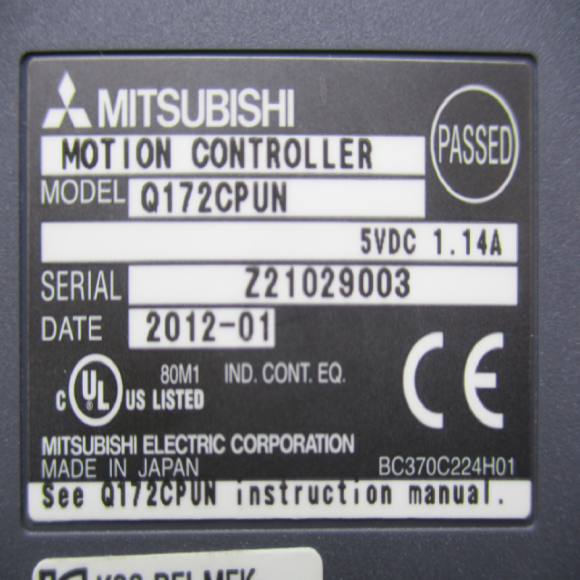 MITSUBISHI
PASSED
MOTION CONTROLLER
MODEL Q172CPUN
5VDC 1.14A
SERIAL Z21029003
DATE 2012-01
C UL US LISTED 80M1 IND. CONT. EQ.
CE
MITSUBISHI ELECTRIC CORPORATION
MADE IN JAPAN BC370C224H01
See Q172CPUN instruction manual.